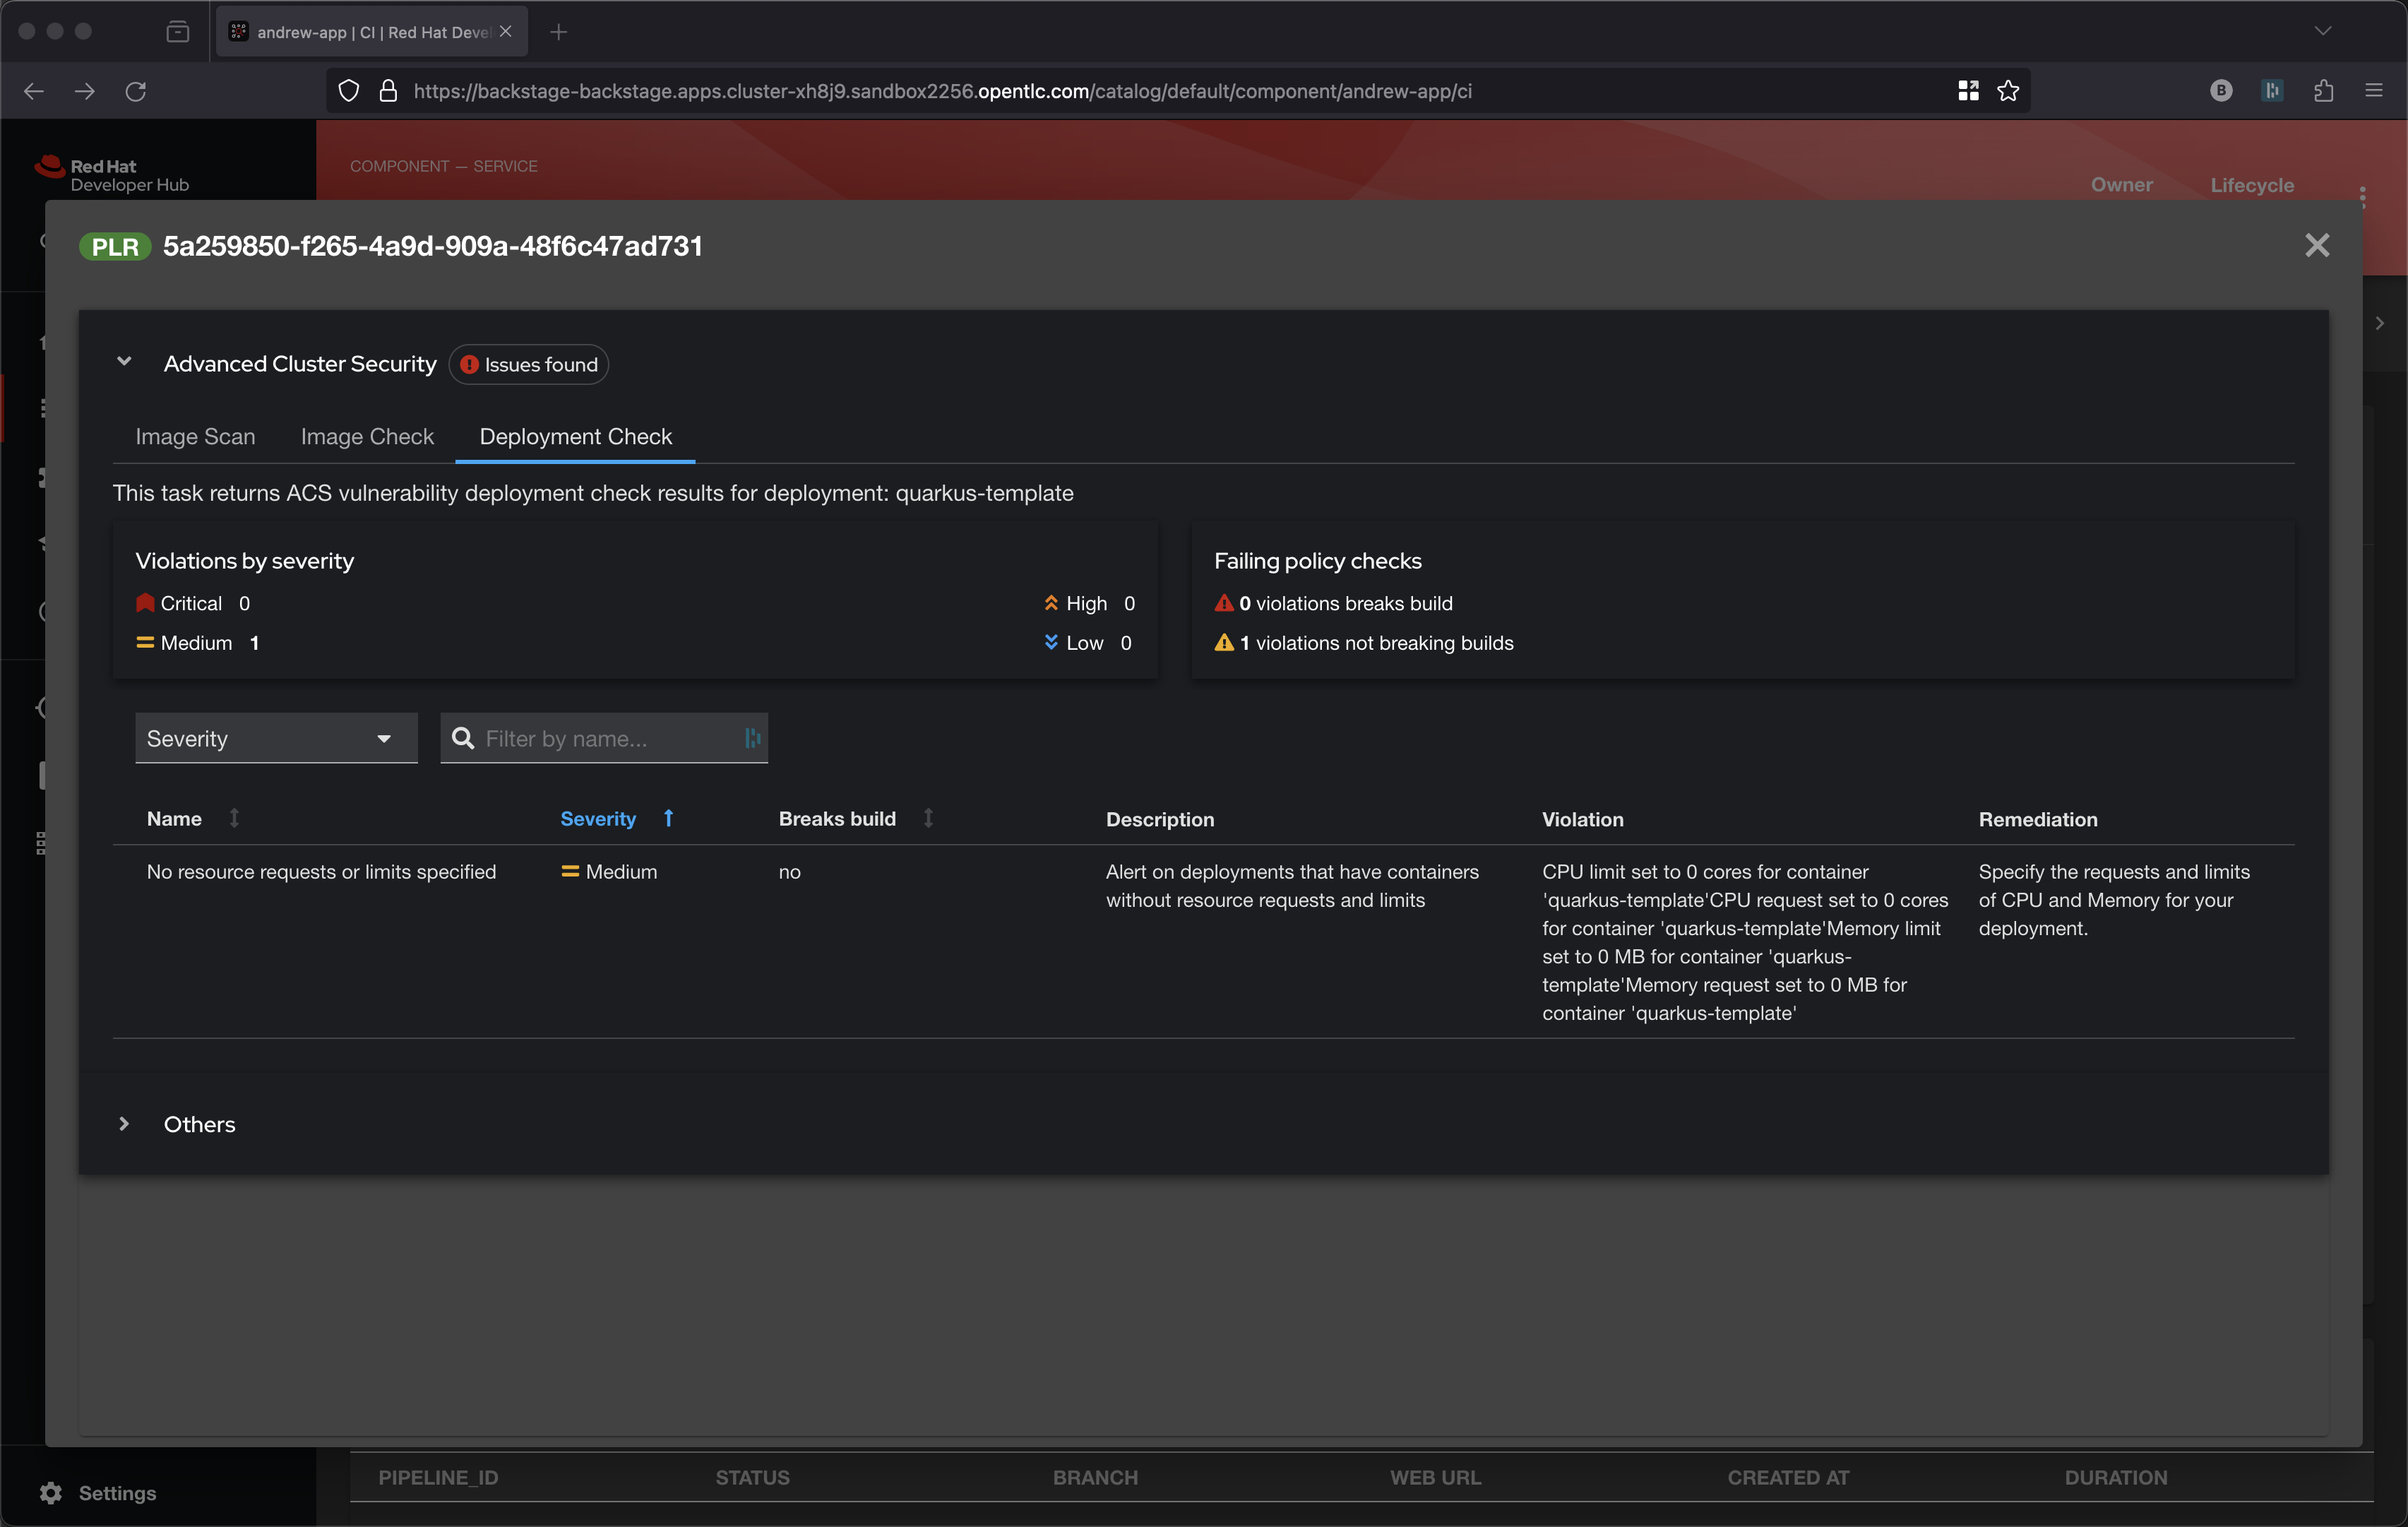 andrew-app | CI | Red Hat Deve
https://backstage-backstage.apps.cluster-xh8j9.sandbox2256.opentlc.com/catalog/default/component/andrew-app/ci
B
Red Hat
Developer Hub
COMPONENT — SERVICE
Owner
Lifecycle
PLR 5a259850-f265-4a9d-909a-48f6c47ad731
Advanced Cluster Security
Issues found
Image Scan
Image Check
Deployment Check
This task returns ACS vulnerability deployment check results for deployment: quarkus-template
Violations by severity
Critical 0
High 0
Medium 1
Low 0
Failing policy checks
0 violations breaks build
1 violations not breaking builds
Severity
Filter by name...
Name
Severity
Breaks build
Description
Violation
Remediation
No resource requests or limits specified
Medium
no
Alert on deployments that have containers
without resource requests and limits
CPU limit set to 0 cores for container
'quarkus-template'CPU request set to 0 cores
for container 'quarkus-template'Memory limit
set to 0 MB for container 'quarkus-
template'Memory request set to 0 MB for
container 'quarkus-template'
Specify the requests and limits
of CPU and Memory for your
deployment.
Others
Settings
PIPELINE_ID
STATUS
BRANCH
WEB URL
CREATED AT
DURATION